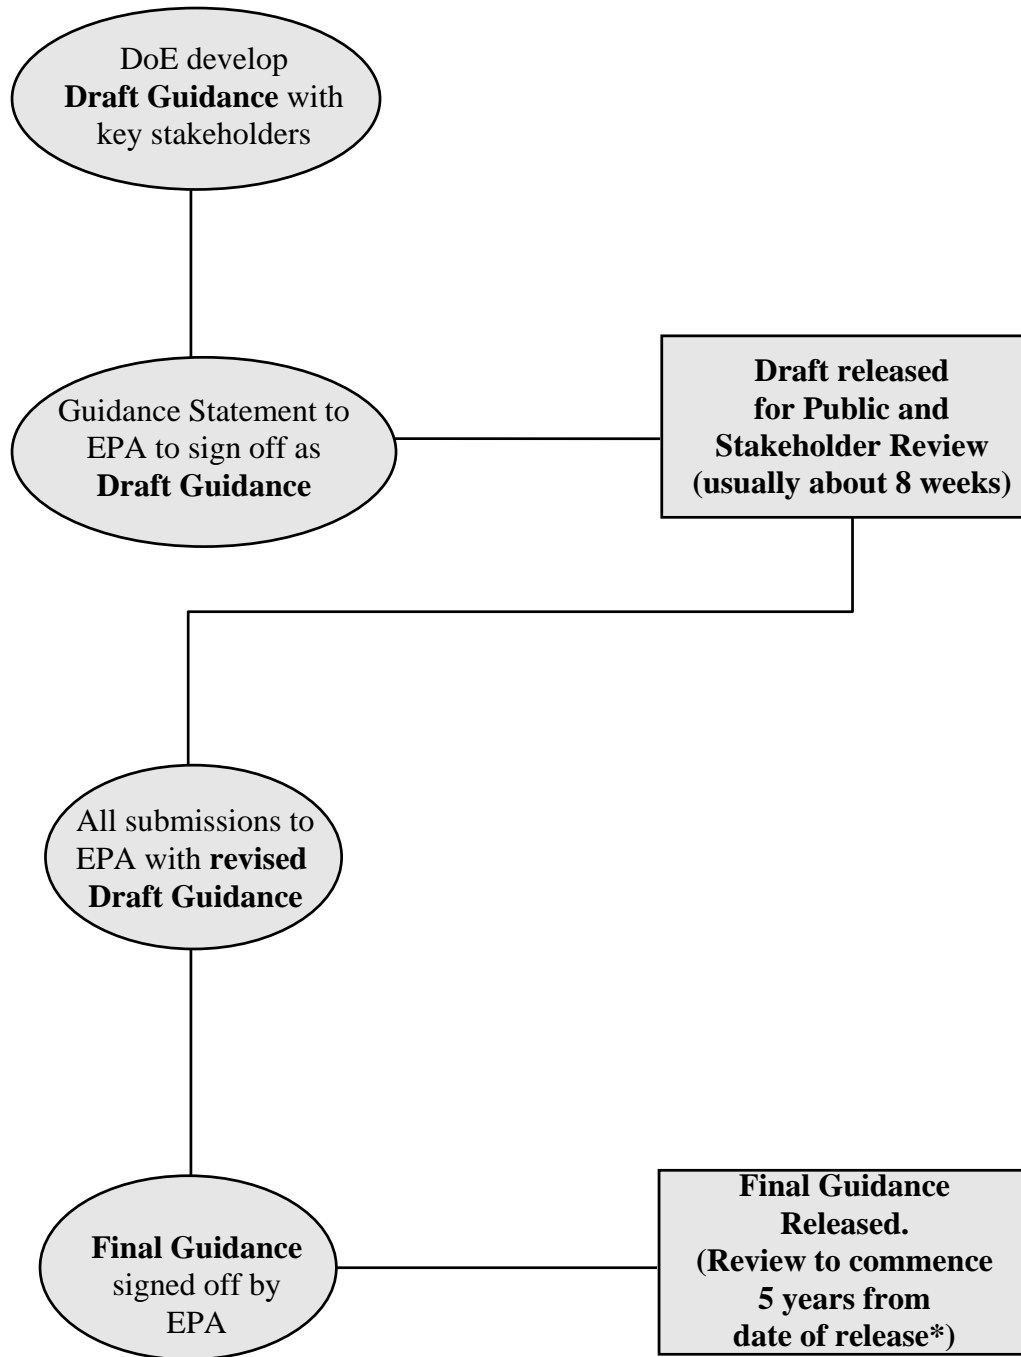 DoE develop
Draft Guidance with
key stakeholders
Guidance Statement to
EPA to sign off as
Draft Guidance
Draft released
for Public and
Stakeholder Review
(usually about 8 weeks)
All submissions to
EPA with revised
Draft Guidance
Final Guidance
signed off by
EPA
Final Guidance
Released.
(Review to commence
5 years from
date of release*)